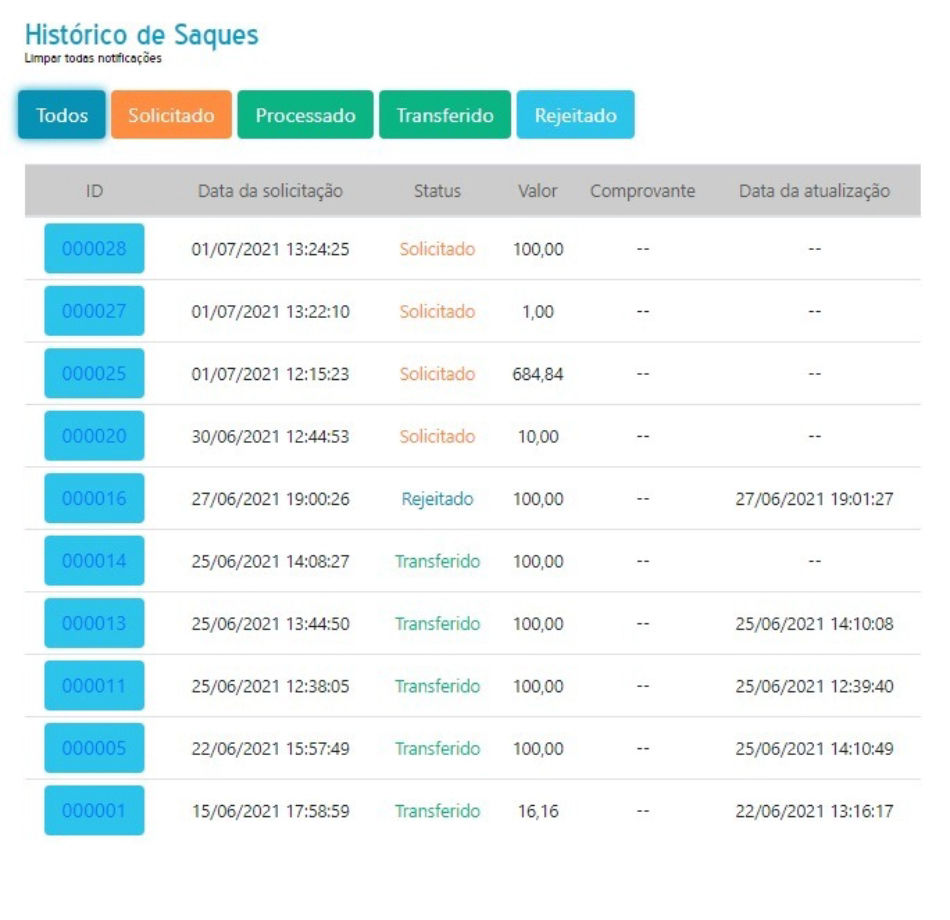 Histórico de Saques
Limpar todas notificações
Todos Solicitado Processado Transferido Rejeitado
ID Data da solicitação Status Valor Comprovante Data da atualização
000028 01/07/2021 13:24:25 Solicitado 100,00 -- --
000027 01/07/2021 13:22:10 Solicitado 1,00 -- --
000025 01/07/2021 12:15:23 Solicitado 684,84 -- --
000020 30/06/2021 12:44:53 Solicitado 10,00 -- --
000016 27/06/2021 19:00:26 Rejeitado 100,00 -- 27/06/2021 19:01:27
000014 25/06/2021 14:08:27 Transferido 100,00 -- --
000013 25/06/2021 13:44:50 Transferido 100,00 -- 25/06/2021 14:10:08
000011 25/06/2021 12:38:05 Transferido 100,00 -- 25/06/2021 12:39:40
000005 22/06/2021 15:57:49 Transferido 100,00 -- 25/06/2021 14:10:49
000001 15/06/2021 17:58:59 Transferido 16,16 -- 22/06/2021 13:16:17